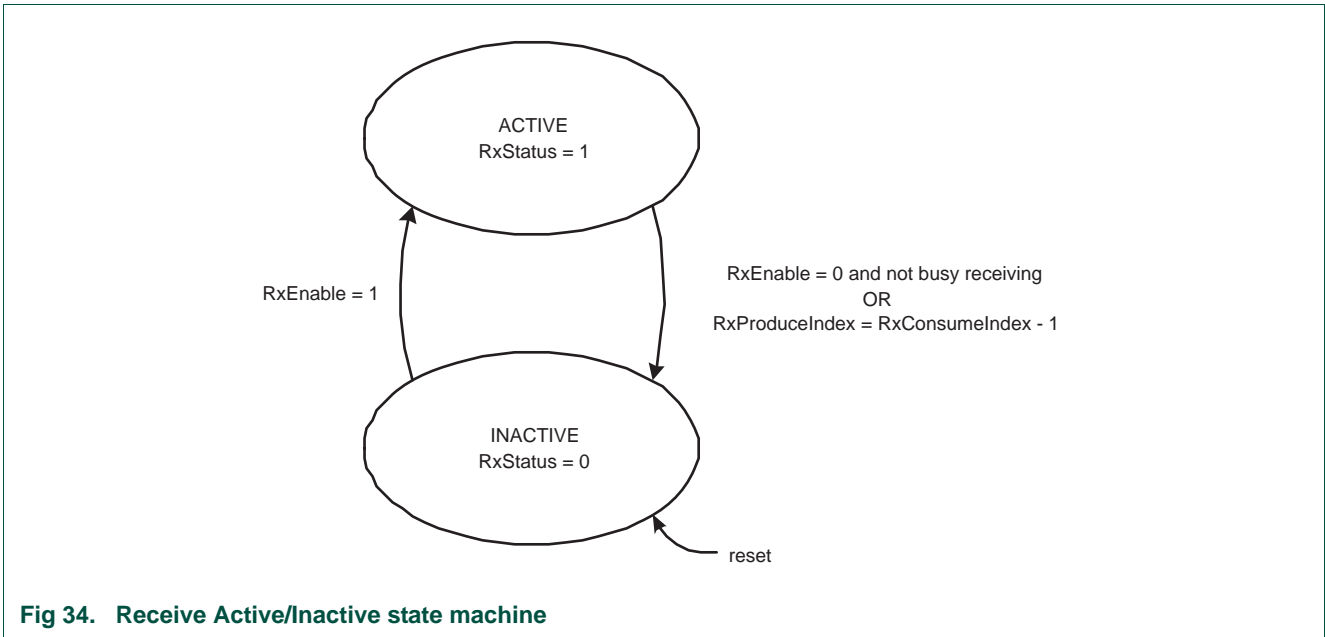 ACTIVE
RxStatus = 1
RxEnable = 1
RxEnable = 0 and not busy receiving
OR
RxProduceIndex = RxConsumeIndex - 1
INACTIVE
RxStatus = 0
reset
Fig 34. Receive Active/Inactive state machine